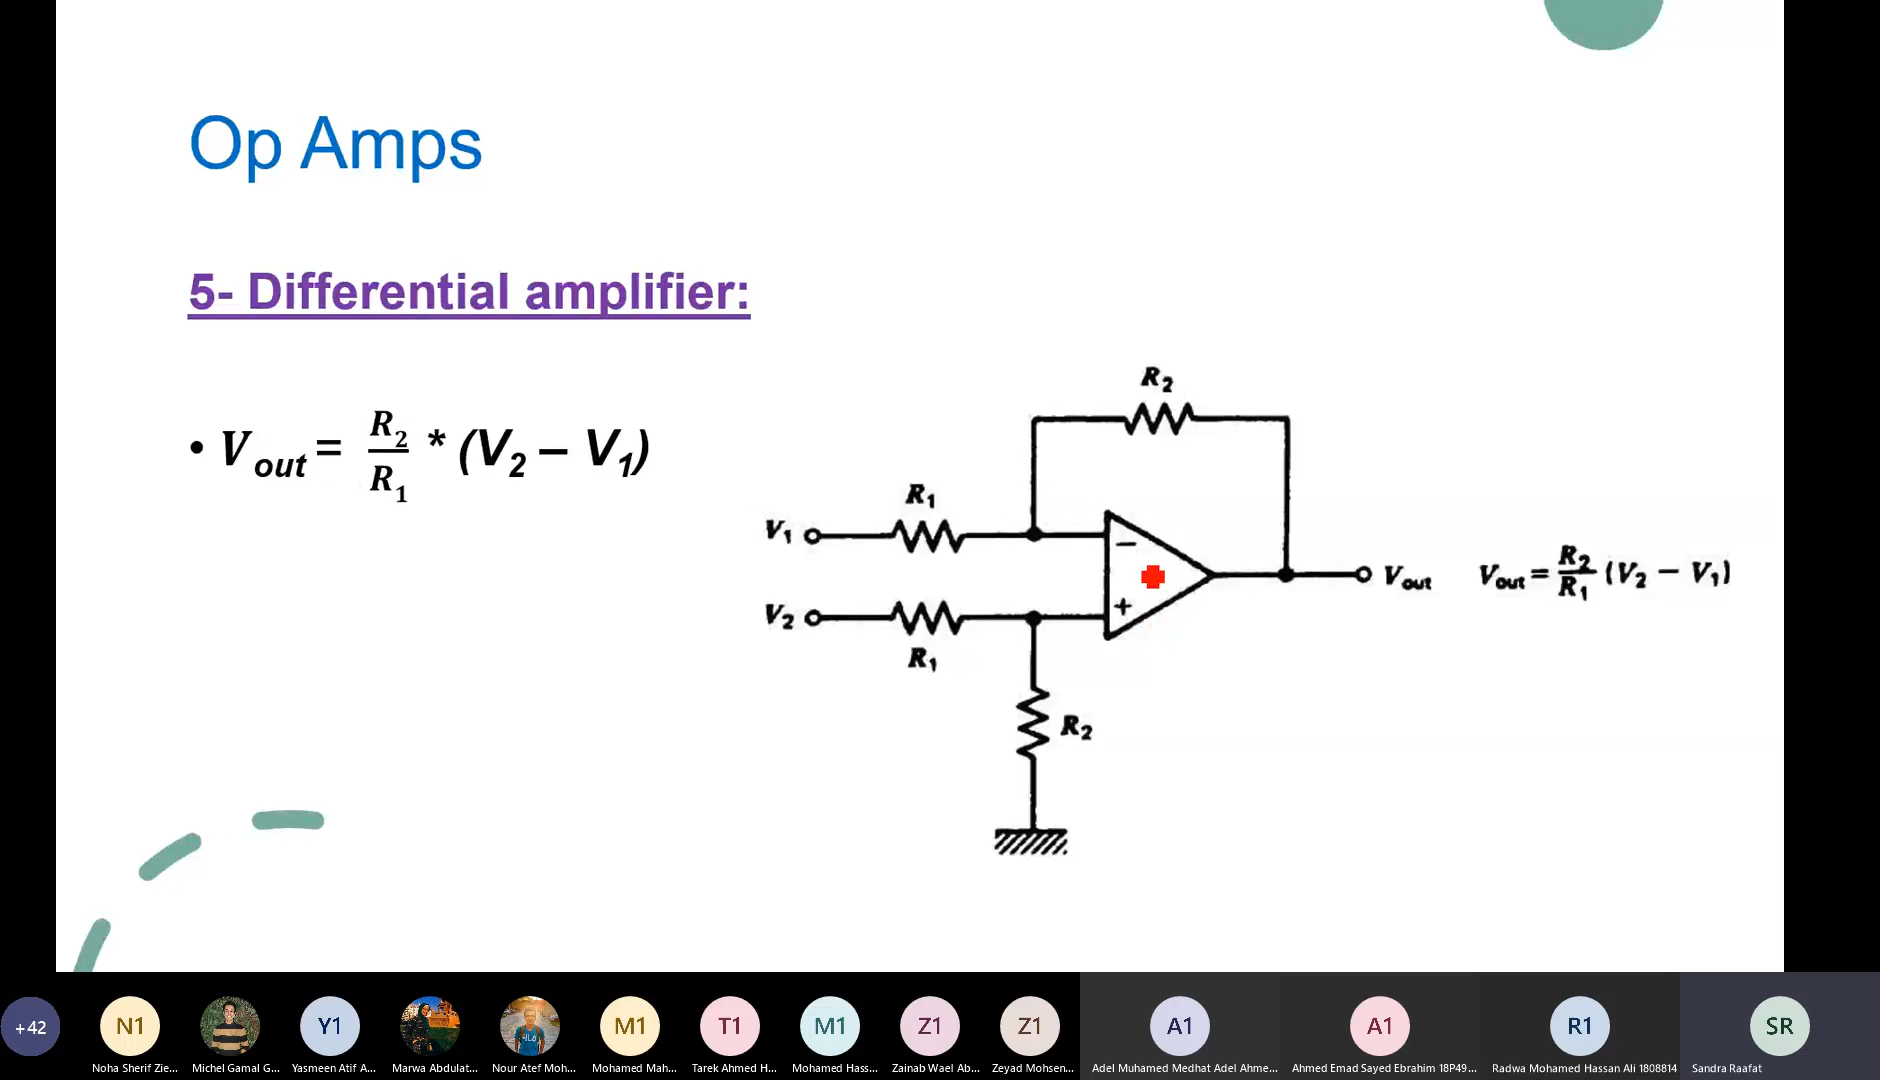 Op Amps
5- Differential amplifier:
• V out = R2 / R1 * (V2 – V1)
R2
R1
V1
− 
V2
+
R1
R2
Vout
Vout = R2 / R1 (V2 − V1)
+42
N1
Y1
M1
T1
M1
Z1
Z1
A1
A1
R1
SR
Noha Sherif Zie...
Michel Gamal G...
Yasmeen Atif A...
Marwa Abdulat...
Nour Atef Moh...
Mohamed Mah...
Tarek Ahmed H...
Mohamed Hass...
Zainab Wael Ab...
Zeyad Mohsen...
Adel Muhamed Medhat Adel Ahme...
Ahmed Emad Sayed Ebrahim 18P49...
Radwa Mohamed Hassan Ali 1808814
Sandra Raafat